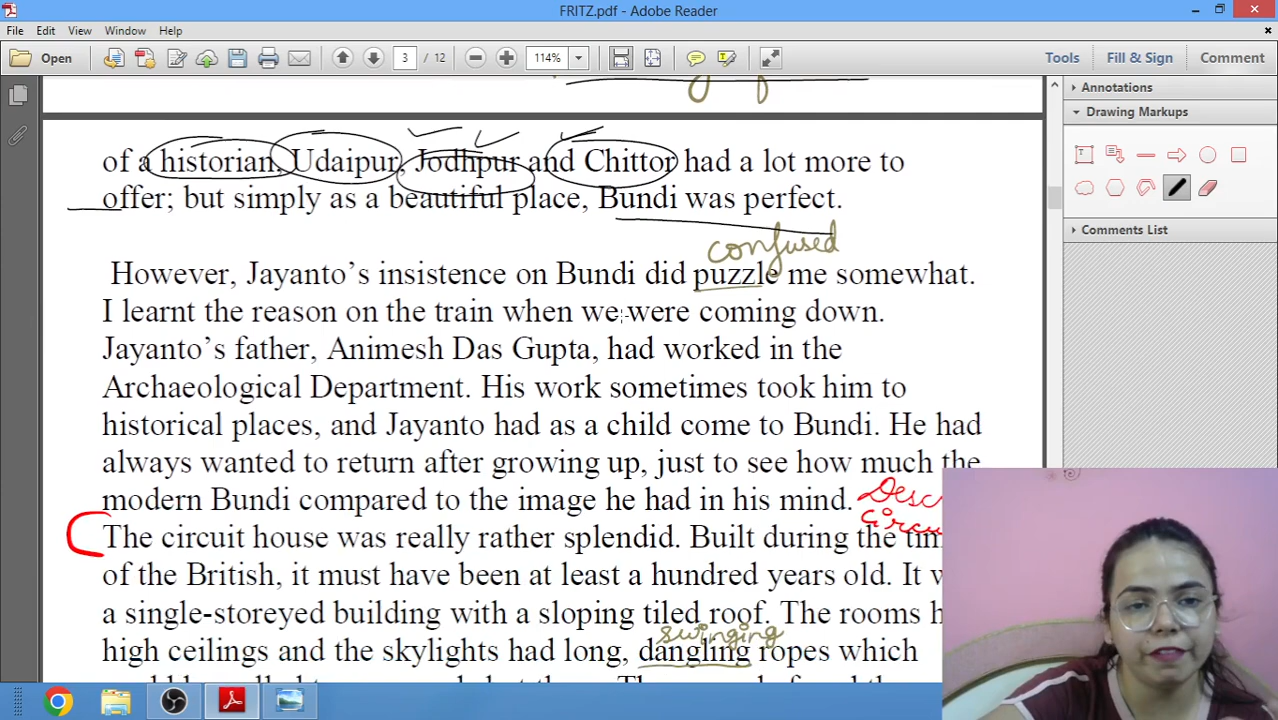 FRITZ.pdf - Adobe Reader
File Edit View Window Help
Open 3 / 12 114% Tools Fill & Sign Comment
Annotations
Drawing Markups
Comments List
of a historian, Udaipur, Jodhpur and Chittor had a lot more to
offer; but simply as a beautiful place, Bundi was perfect.
confused
However, Jayanto's insistence on Bundi did puzzle me somewhat.
I learnt the reason on the train when we were coming down.
Jayanto's father, Animesh Das Gupta, had worked in the
Archaeological Department. His work sometimes took him to
historical places, and Jayanto had as a child come to Bundi. He had
always wanted to return after growing up, just to see how much the
modern Bundi compared to the image he had in his mind.
The circuit house was really rather splendid. Built during the
of the British, it must have been at least a hundred years old. It
a single-storeyed building with a sloping tiled roof. The rooms
swinging
high ceilings and the skylights had long, dangling ropes which